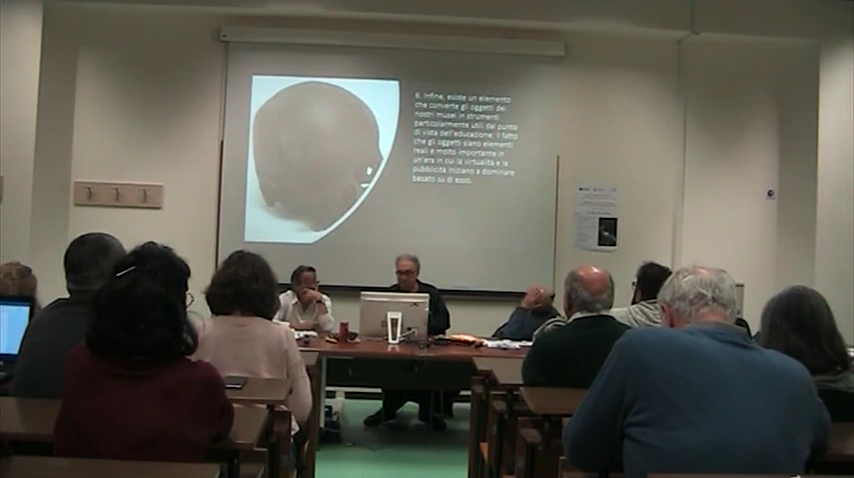 6. Infine, esiste un elemento
che converte gli oggetti dei
nostri musei in strumenti
particolarmente utili dal punto
di vista dell'educazione: il fatto
che gli oggetti siano elementi
reali è molto importante in
un'era in cui la virtualità e la
pubblicità iniziano a dominare
basato su di esso.